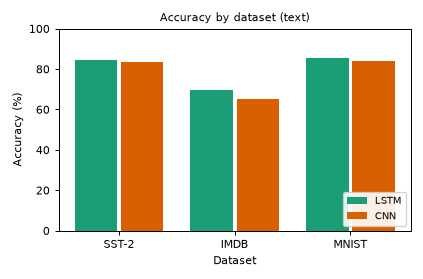 Accuracy by dataset (text)
Accuracy (%)
100
80
60
40
20
0
SST-2 IMDB MNIST
Dataset
LSTM
CNN